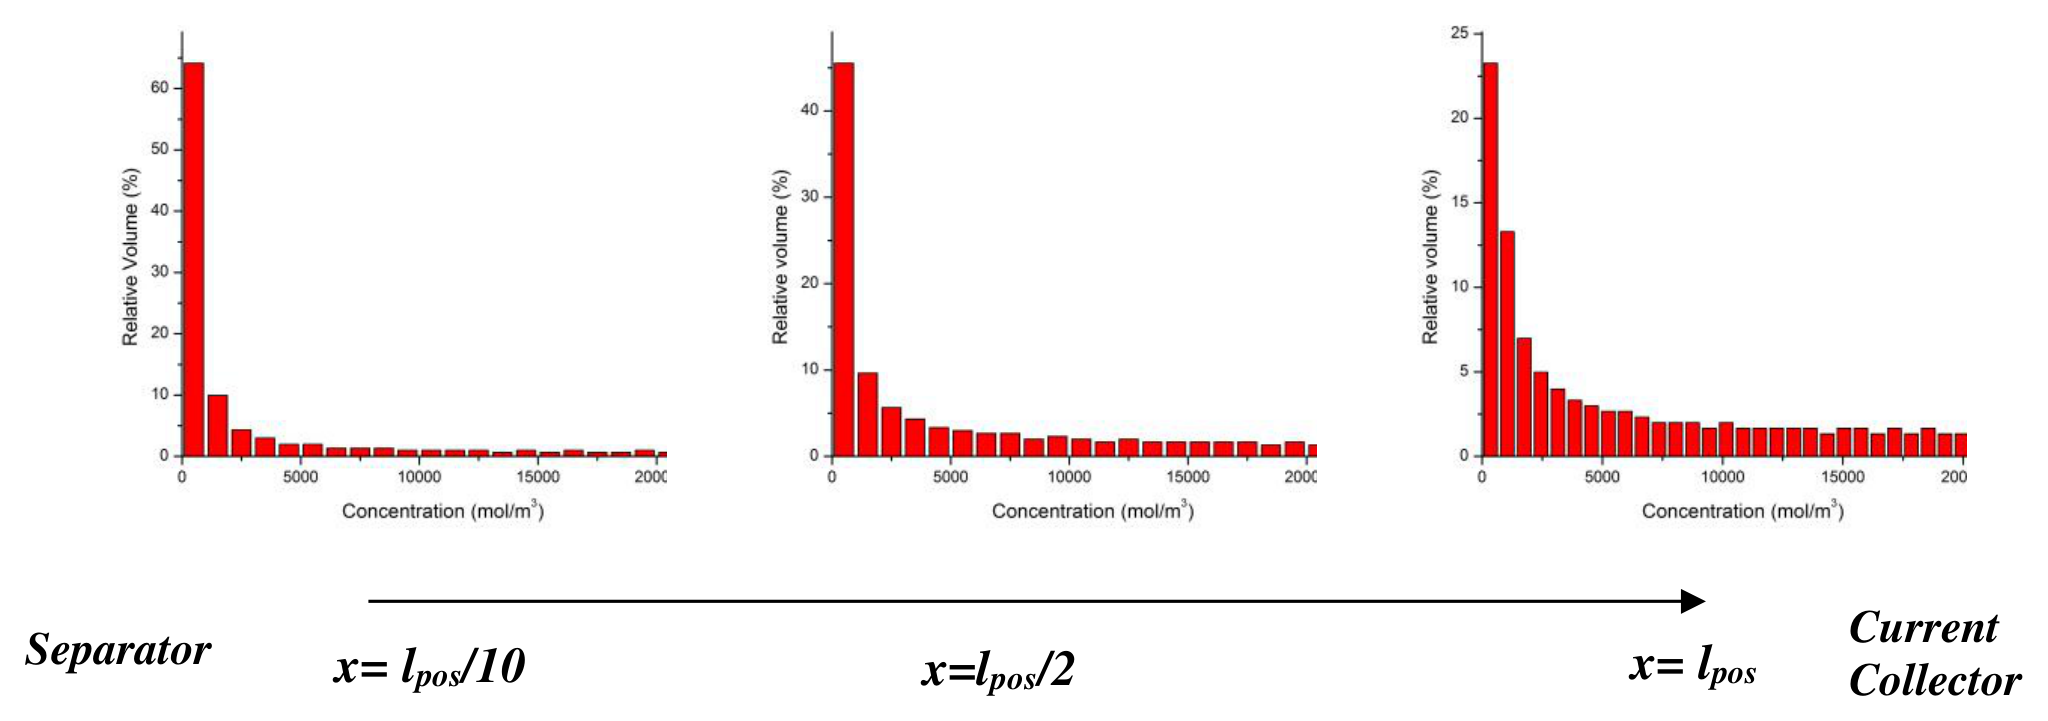 Relative Volume (%)
60
50
40
30
20
10
0
0 5000 10000 15000 2000
Concentration (mol/m³)
Relative volume (%)
40
30
20
10
0
0 5000 10000 15000 2000
Concentration (mol/m³)
Relative volume (%)
25
20
15
10
5
0
0 5000 10000 15000 200
Concentration (mol/m³)
Separator
x= lpos/10
x=lpos/2
x= lpos
Current
Collector